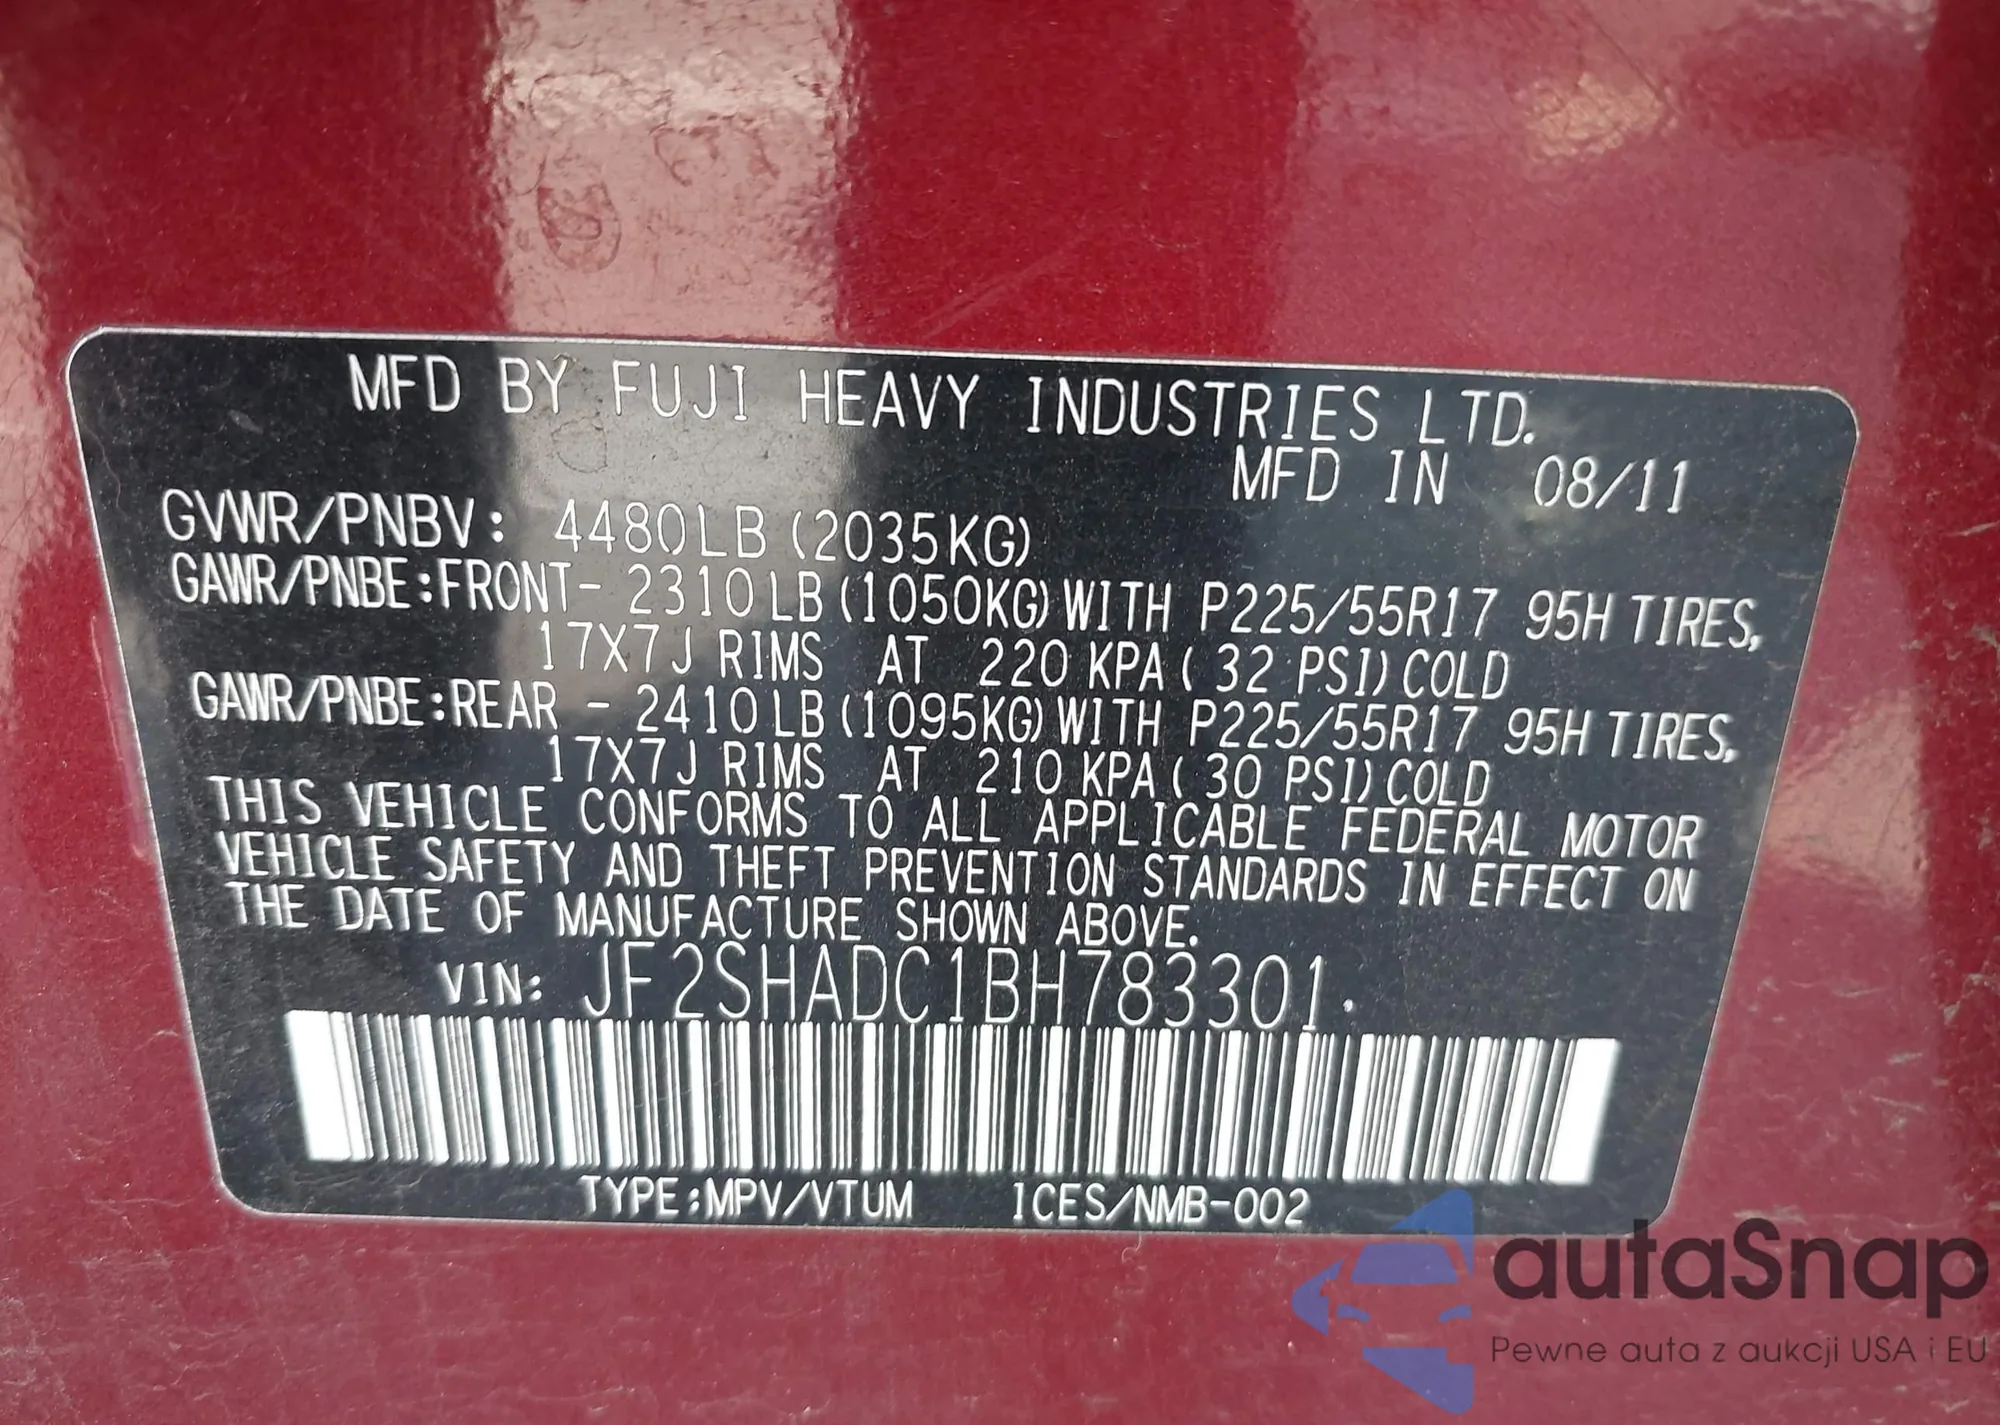 MFD BY FUJI HEAVY INDUSTRIES LTD.
MFD IN 08/11
GVWR/PNBV: 4480LB (2035KG)
GAWR/PNBE:FRONT- 2310LB(1050KG)WITH P225/55R17 95H TIRES,
17X7J RIMS AT 220 KPA( 32 PSI)COLD
GAWR/PNBE:REAR - 2410LB(1095KG)WITH P225/55R17 95H TIRES,
17X7J RIMS AT 210 KPA( 30 PSI)COLD
THIS VEHICLE CONFORMS TO ALL APPLICABLE FEDERAL MOTOR
VEHICLE SAFETY AND THEFT PREVENTION STANDARDS IN EFFECT ON
THE DATE OF MANUFACTURE SHOWN ABOVE.
VIN: JF2SHADC1BH783301.
TYPE:MPV/VTUM ICES/NMB-002
autaSnap
Pewne auta z aukcji USA i EU